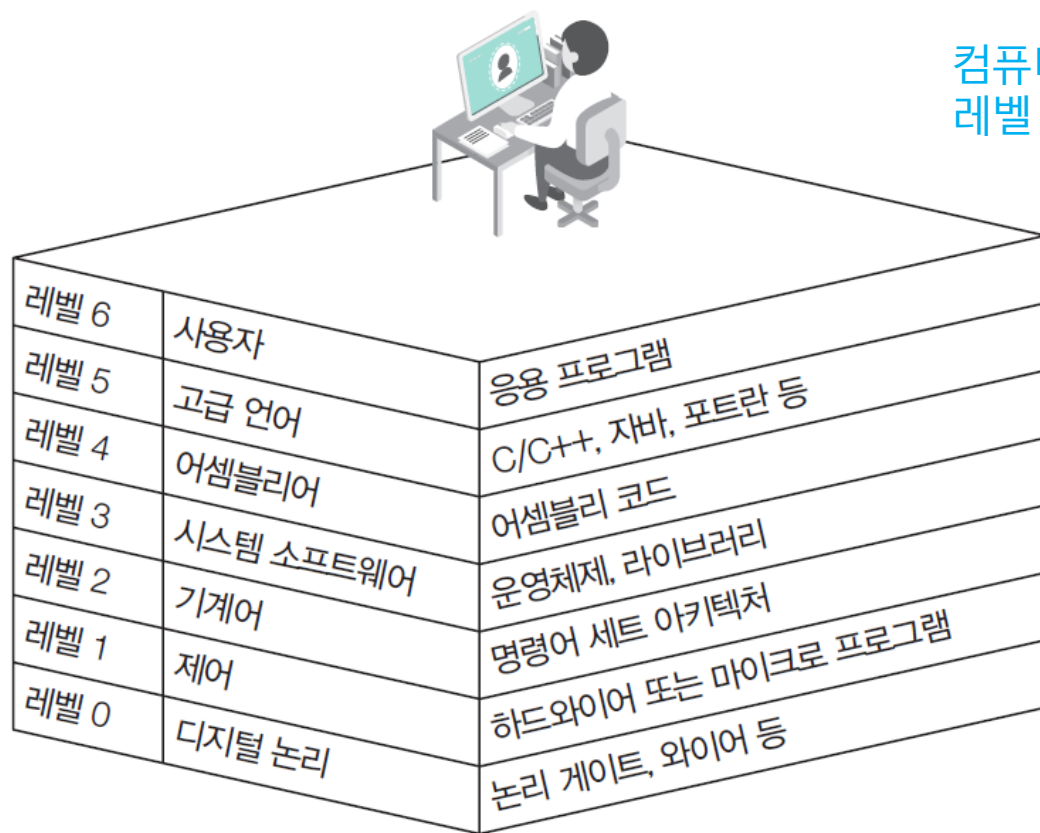 레벨
레벨 6 사용자 응용 프로그램
레벨 5 고급 언어 C/C++, 자바, 포트란 등
레벨 4 어셈블리어 어셈블리 코드
레벨 3 시스템 소프트웨어 운영체제, 라이브러리
레벨 2 기계어 명령어 세트 아키텍처
레벨 1 제어 하드와이어 또는 마이크로 프로그램
레벨 0 디지털 논리 논리 게이트, 와이어 등